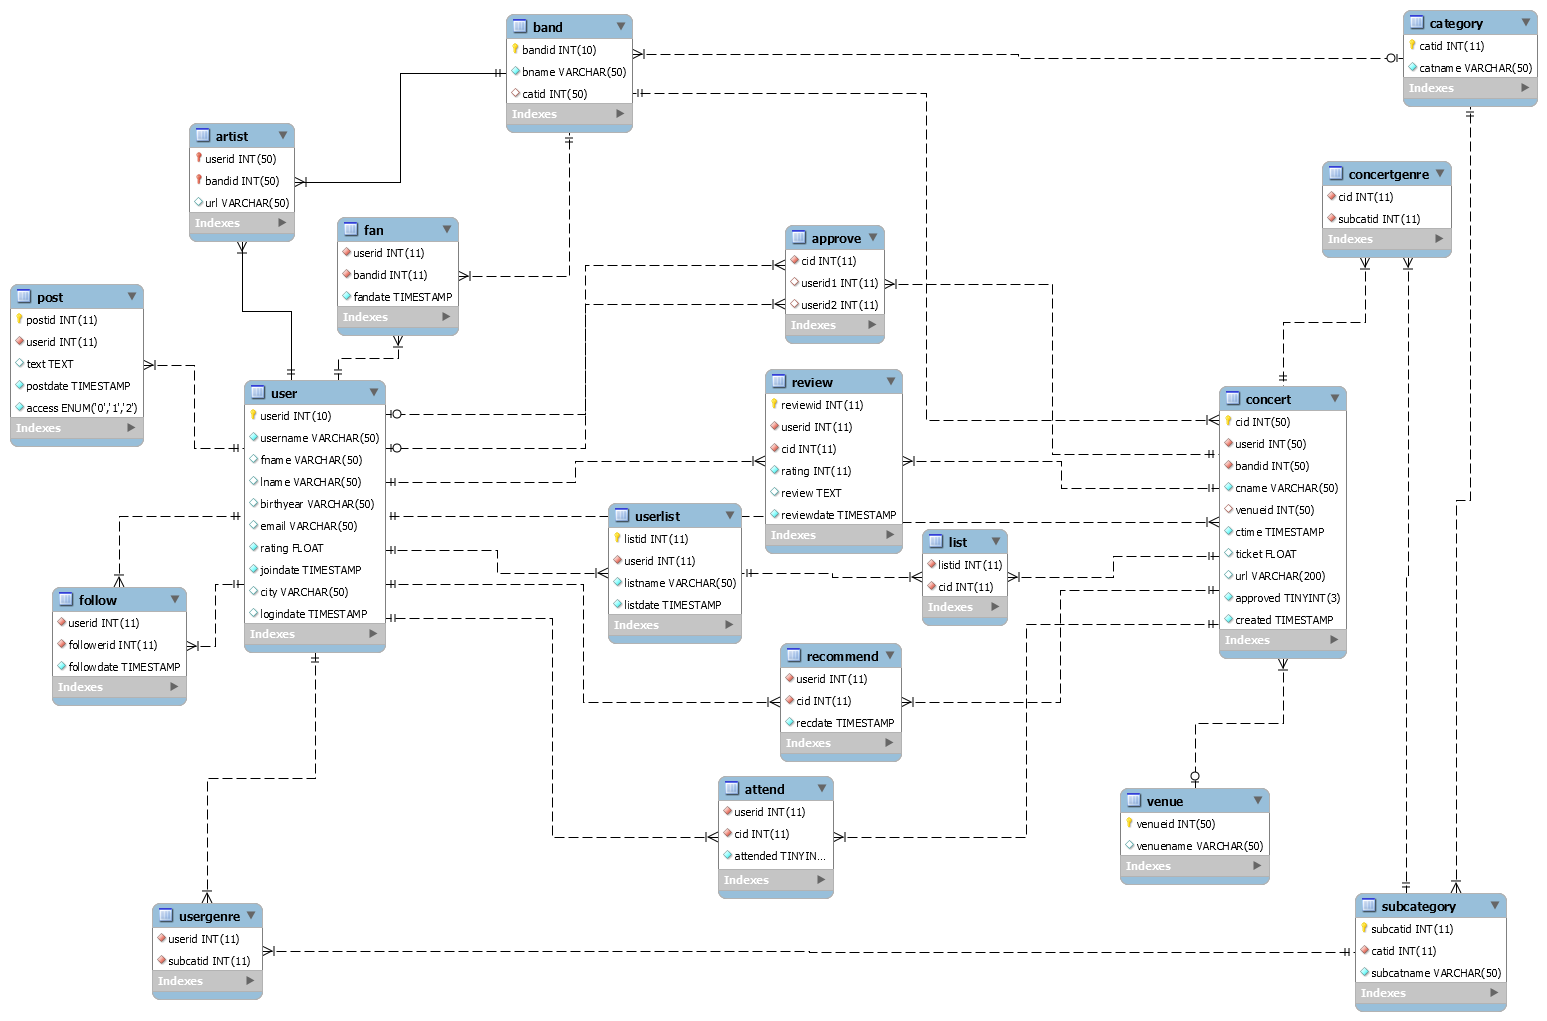 band
bandid INT(10)
bname VARCHAR(50)
catid INT(50)
Indexes
category
catid INT(11)
catname VARCHAR(50)
Indexes
artist
userid INT(50)
bandid INT(50)
url VARCHAR(50)
Indexes
concertgenre
cid INT(11)
subcatid INT(11)
Indexes
fan
userid INT(11)
bandid INT(11)
fandate TIMESTAMP
Indexes
approve
cid INT(11)
userid1 INT(11)
userid2 INT(11)
Indexes
post
postid INT(11)
userid INT(11)
text TEXT
postdate TIMESTAMP
access ENUM('0','1','2')
Indexes
user
userid INT(10)
username VARCHAR(50)
fname VARCHAR(50)
lname VARCHAR(50)
birthyear VARCHAR(50)
email VARCHAR(50)
rating FLOAT
joindate TIMESTAMP
city VARCHAR(50)
logindate TIMESTAMP
Indexes
review
reviewid INT(11)
userid INT(11)
cid INT(11)
rating INT(11)
review TEXT
reviewdate TIMESTAMP
Indexes
concert
cid INT(50)
userid INT(50)
bandid INT(50)
cname VARCHAR(50)
venueid INT(50)
ctime TIMESTAMP
ticket FLOAT
url VARCHAR(200)
approved TINYINT(3)
created TIMESTAMP
Indexes
userlist
listid INT(11)
userid INT(11)
listname VARCHAR(50)
listdate TIMESTAMP
Indexes
list
listid INT(11)
cid INT(11)
Indexes
follow
userid INT(11)
followerid INT(11)
followdate TIMESTAMP
Indexes
recommend
userid INT(11)
cid INT(11)
recdate TIMESTAMP
Indexes
attend
userid INT(11)
cid INT(11)
attended TINYIN...
Indexes
venue
venueid INT(50)
venuename VARCHAR(50)
Indexes
usergenre
userid INT(11)
subcatid INT(11)
Indexes
subcategory
subcatid INT(11)
catid INT(11)
subcatname VARCHAR(50)
Indexes